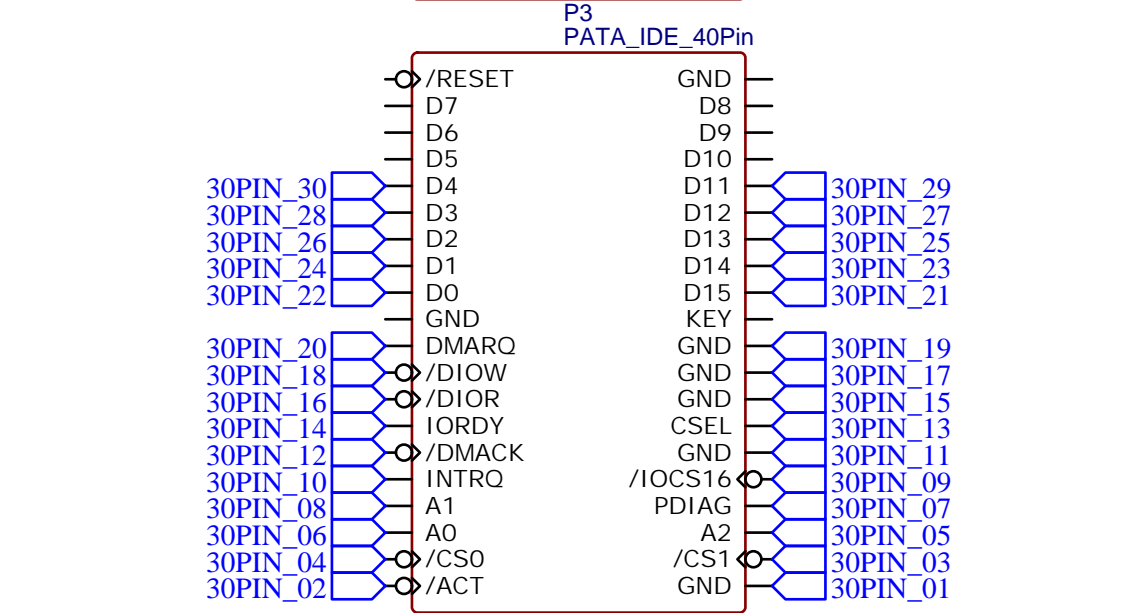 P3
PATA_IDE_40Pin
/RESET GND
D7 D8
D6 D9
D5 D10
30PIN_30 D4 D11 30PIN_29
30PIN_28 D3 D12 30PIN_27
30PIN_26 D2 D13 30PIN_25
30PIN_24 D1 D14 30PIN_23
30PIN_22 D0 D15 30PIN_21
GND KEY
30PIN_20 DMARQ GND 30PIN_19
30PIN_18 /DIOW GND 30PIN_17
30PIN_16 /DIOR GND 30PIN_15
30PIN_14 IORDY CSEL 30PIN_13
30PIN_12 /DMACK GND 30PIN_11
30PIN_10 INTRQ /IOCS16 30PIN_09
30PIN_08 A1 PDIAG 30PIN_07
30PIN_06 A0 A2 30PIN_05
30PIN_04 /CS0 /CS1 30PIN_03
30PIN_02 /ACT GND 30PIN_01